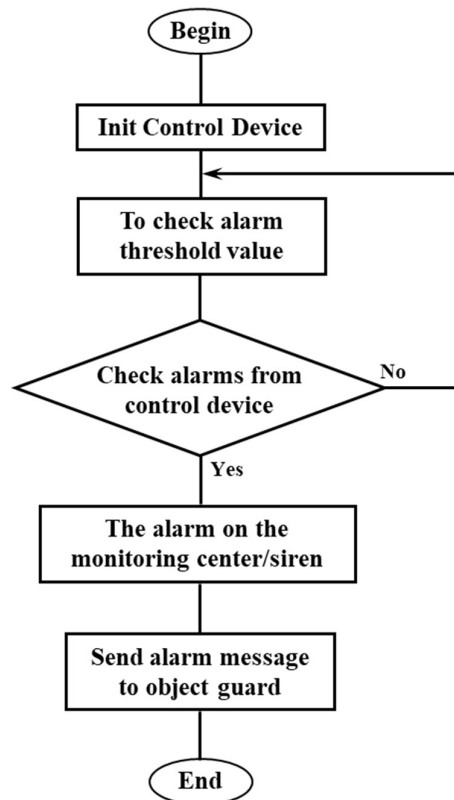 Begin
Init Control Device
To check alarm
threshold value
Check alarms from
control device
No
Yes
The alarm on the
monitoring center/siren
Send alarm message
to object guard
End